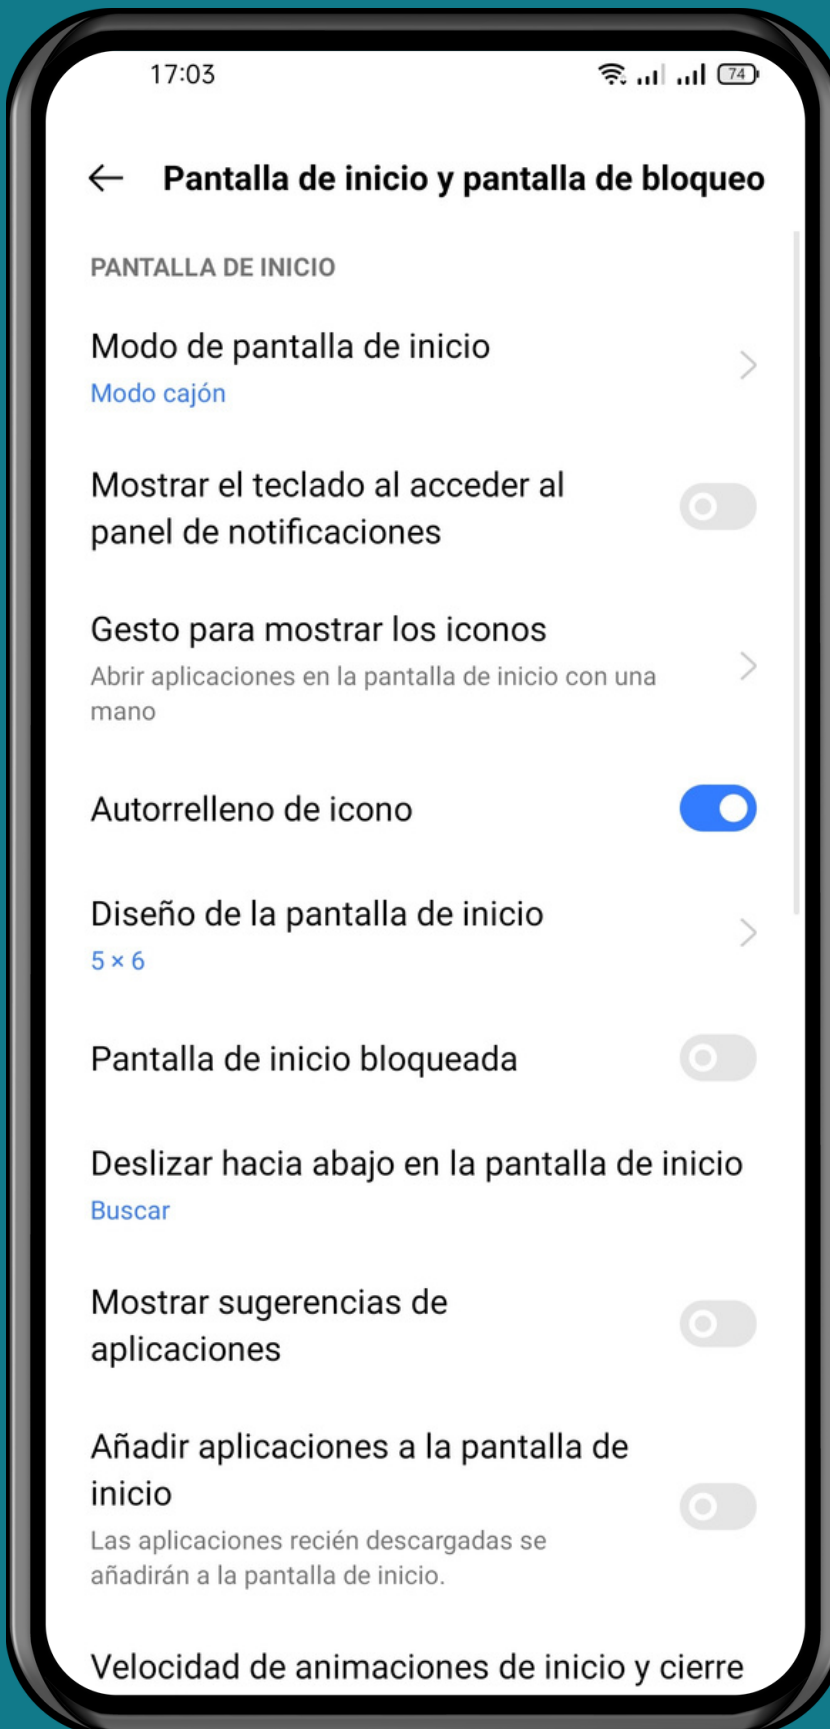 17:03
74
Pantalla de inicio y pantalla de bloqueo
PANTALLA DE INICIO
Modo de pantalla de inicio
Modo cajón
Mostrar el teclado al acceder al
panel de notificaciones
Gesto para mostrar los iconos
Abrir aplicaciones en la pantalla de inicio con una
mano
Autorrelleno de icono
Diseño de la pantalla de inicio
5 × 6
Pantalla de inicio bloqueada
Deslizar hacia abajo en la pantalla de inicio
Buscar
Mostrar sugerencias de
aplicaciones
Añadir aplicaciones a la pantalla de
inicio
Las aplicaciones recién descargadas se
añadirán a la pantalla de inicio.
Velocidad de animaciones de inicio y cierre